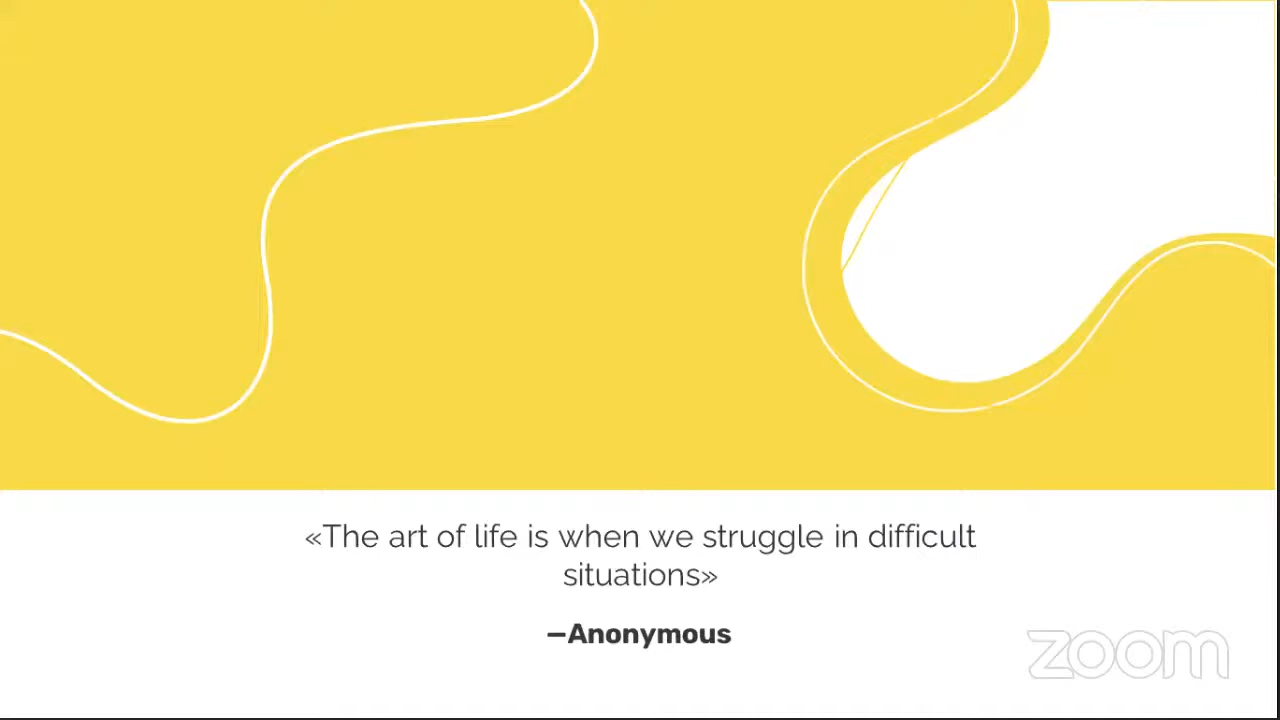 «The art of life is when we struggle in difficult
situations»
—Anonymous
zoom